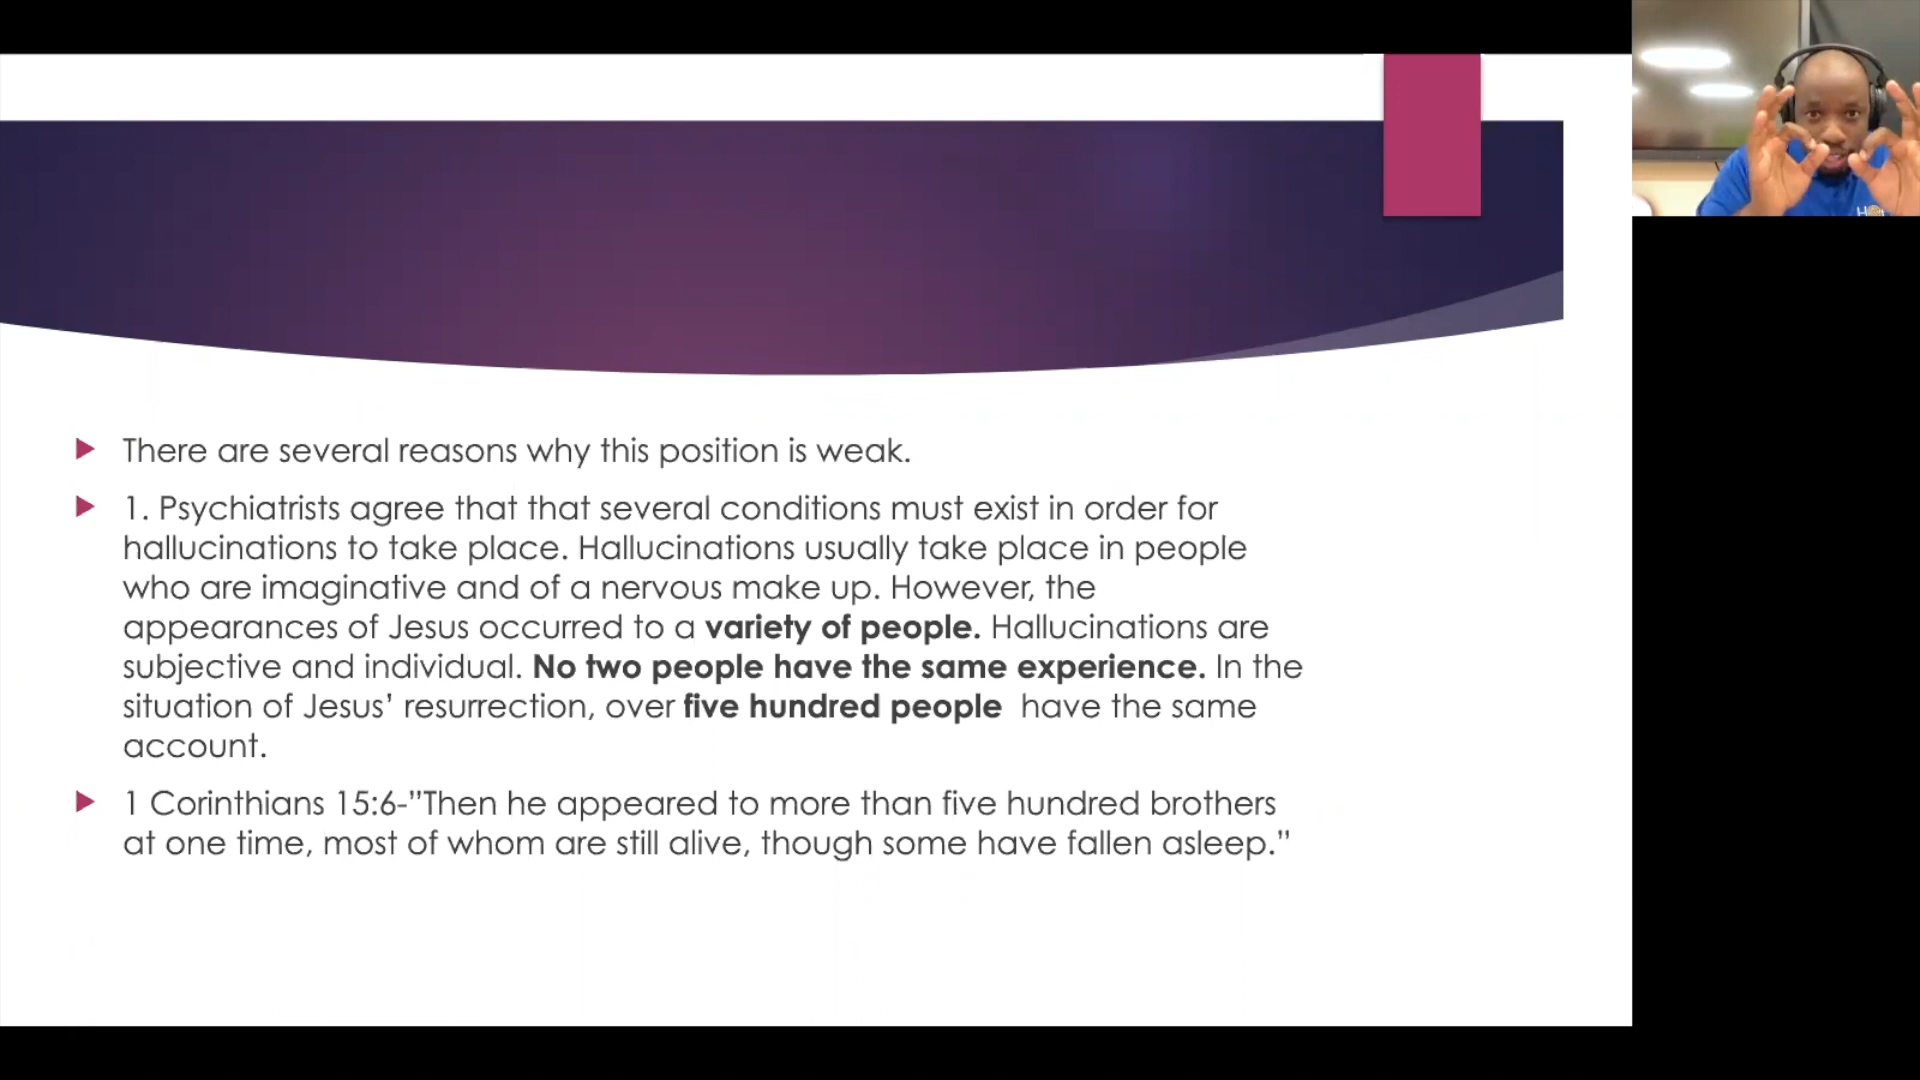 There are several reasons why this position is weak.
1. Psychiatrists agree that that several conditions must exist in order for
hallucinations to take place. Hallucinations usually take place in people
who are imaginative and of a nervous make up. However, the
appearances of Jesus occurred to a variety of people. Hallucinations are
subjective and individual. No two people have the same experience. In the
situation of Jesus’ resurrection, over five hundred people have the same
account.
1 Corinthians 15:6-”Then he appeared to more than five hundred brothers
at one time, most of whom are still alive, though some have fallen asleep.”